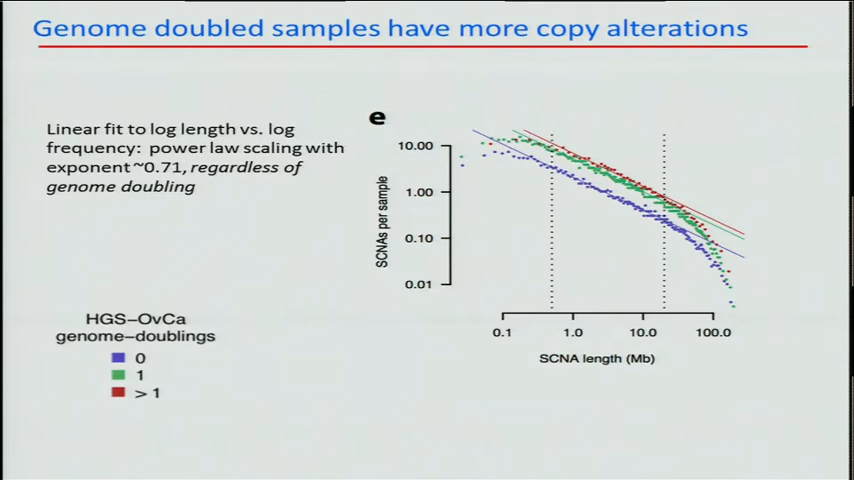 Genome doubled samples have more copy alterations
Linear fit to log length vs. log
frequency: power law scaling with
exponent ~0.71, regardless of
genome doubling
e
SCNAs per sample
10.00
1.00
0.10
0.01
0.1 1.0 10.0 100.0
SCNA length (Mb)
HGS-OvCa
genome-doublings
0
1
> 1